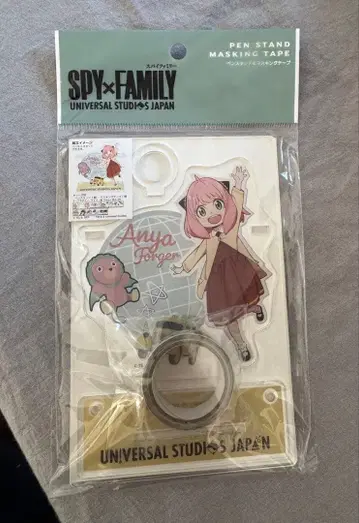 PEN STAND
MASKING TAPE
ペンスタンド&マスキングテープ
スパイファミリー
SPY×FAMILY
UNIVERSAL STUDIOS JAPAN
Anya
Forger
UNIVERSAL STUDIOS JAPAN